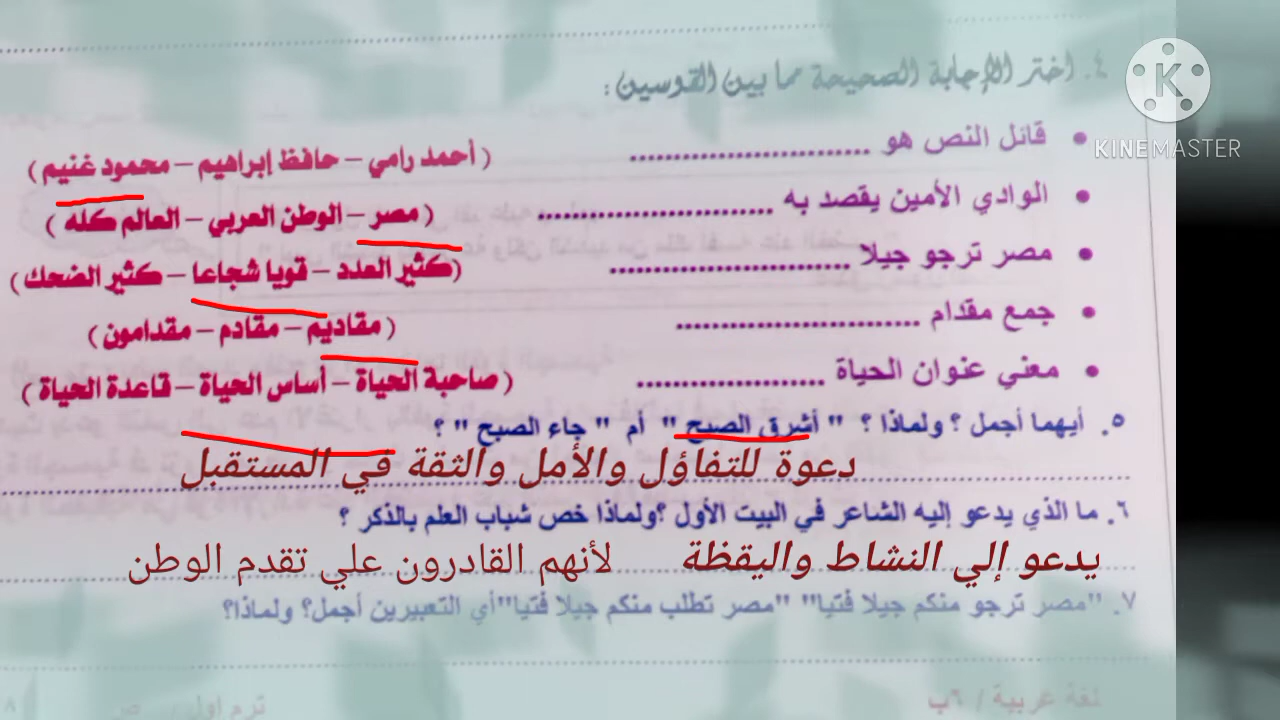 ٤. اختر الإجابة الصحيحة مما بين القوسين :
KINEMASTER
• قائل النص هو .......................... ( أحمد رامي – حافظ إبراهيم – محمود غنيم )
• الوادي الأمين يقصد به .......................... ( مصر – الوطن العربي – العالم كله )
• مصر ترجو جيلا .......................... (كثير العدد – قويا شجاعا – كثير الضحك)
• جمع مقدام .......................... ( مقاديم – مقادم – مقدامون )
• معني عنوان الحياة .................... ( صاحبة الحياة – أساس الحياة – قاعدة الحياة )
٥. أيهما أجمل ؟ ولماذا ؟ " أشرق الصبح " أم " جاء الصبح " ؟
دعوة للتفاؤل والأمل والثقة في المستقبل
٦. ما الذي يدعو إليه الشاعر في البيت الأول ؟ولماذا خص شباب العلم بالذكر ؟
يدعو إلي النشاط واليقظة لأنهم القادرون علي تقدم الوطن
٧. "مصر ترجو منكم جيلا فتيا" "مصر تطلب منكم جيلا فتيا"أي التعبيرين أجمل؟ ولماذا؟
لغة عربية / ٦ب ترم اول / ص ٨